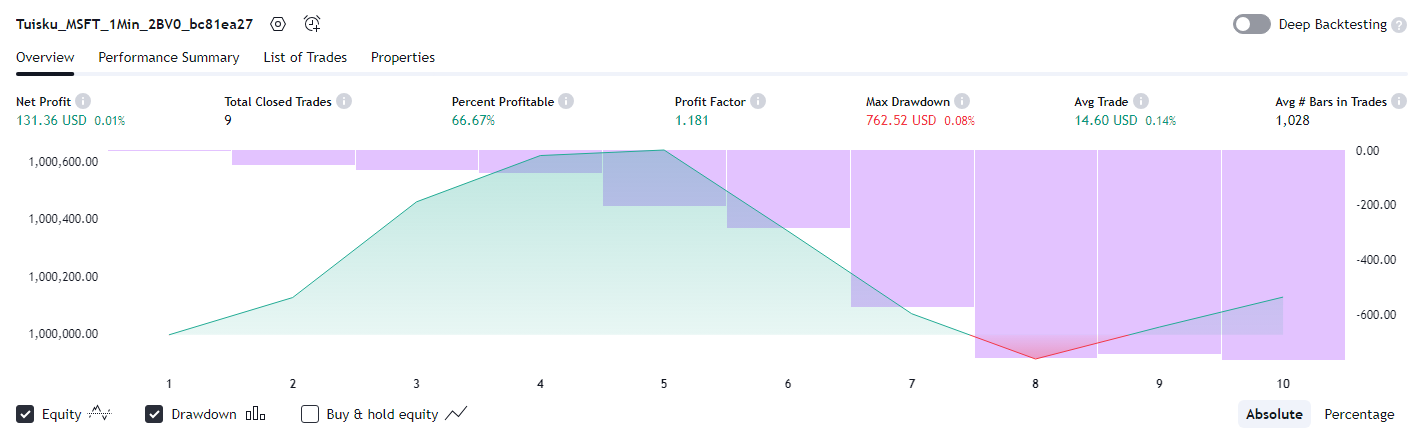 Tuisku_MSFT_1Min_2BV0_bc81ea27 Deep Backtesting
Overview Performance Summary List of Trades Properties
Net Profit Total Closed Trades Percent Profitable Profit Factor Max Drawdown Avg Trade Avg # Bars in Trades
131.36 USD 0.01% 9 66.67% 1.181 762.52 USD 0.08% 14.60 USD 0.14% 1,028
1,000,600.00 0.00
1,000,400.00 -200.00
1,000,200.00 -400.00
1,000,000.00 -600.00
1 2 3 4 5 6 7 8 9 10
Equity Drawdown Buy & hold equity Absolute Percentage